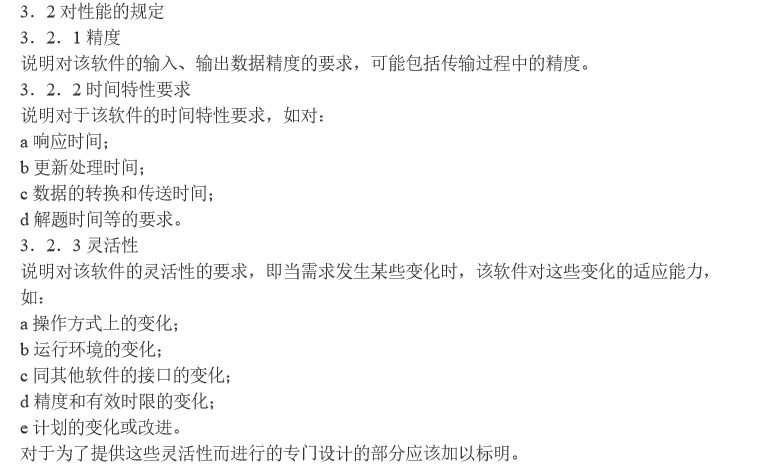 3．2 对性能的规定
3．2．1 精度
说明对该软件的输入、输出数据精度的要求，可能包括传输过程中的精度。
3．2．2 时间特性要求
说明对于该软件的时间特性要求，如对：
a 响应时间；
b 更新处理时间；
c 数据的转换和传送时间；
d 解题时间等的要求。
3．2．3 灵活性
说明对该软件的灵活性的要求，即当需求发生某些变化时，该软件对这些变化的适应能力，
如：
a 操作方式上的变化；
b 运行环境的变化；
c 同其他软件的接口的变化；
d 精度和有效时限的变化；
e 计划的变化或改进。
对于为了提供这些灵活性而进行的专门设计的部分应该加以标明。